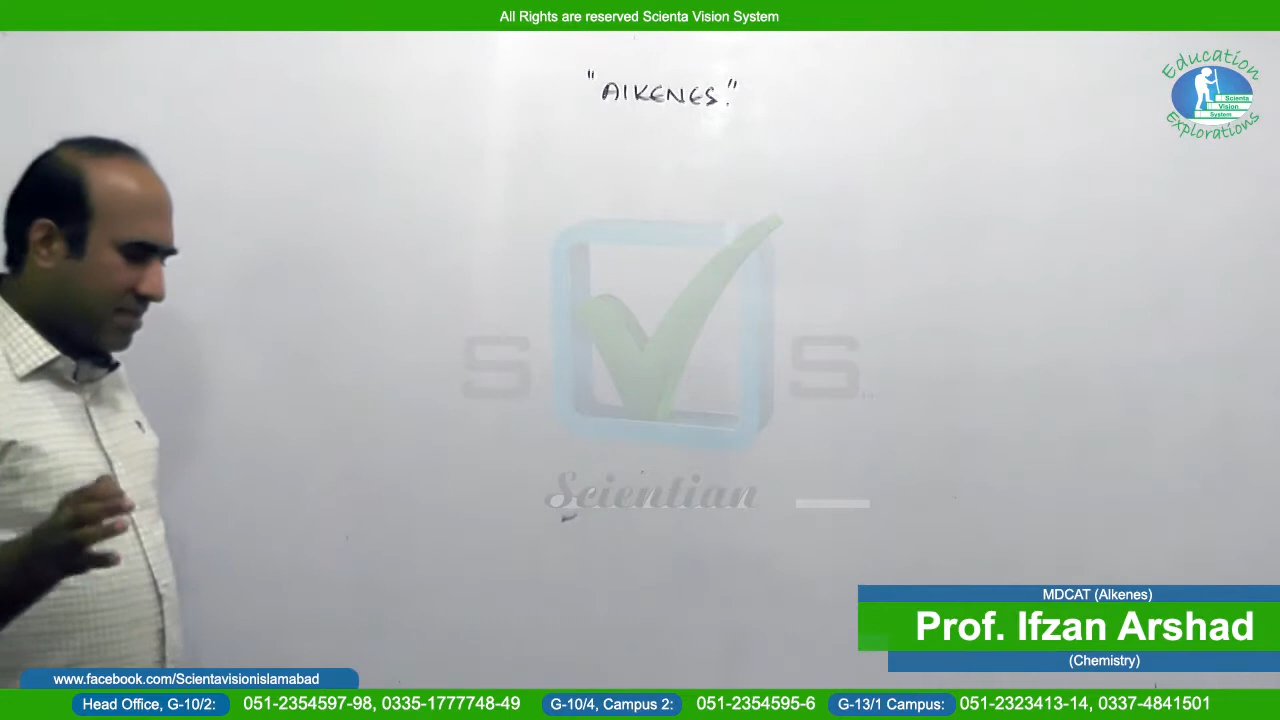 All Rights are reserved Scienta Vision System
"AlKENES".
Education
Scienta
Vision
System
Explorations
S S
Scientian
MDCAT (Alkenes)
Prof. Ifzan Arshad
(Chemistry)
www.facebook.com/Scientavisionislamabad
Head Office, G-10/2: 051-2354597-98, 0335-1777748-49 G-10/4, Campus 2: 051-2354595-6 G-13/1 Campus: 051-2323413-14, 0337-4841501